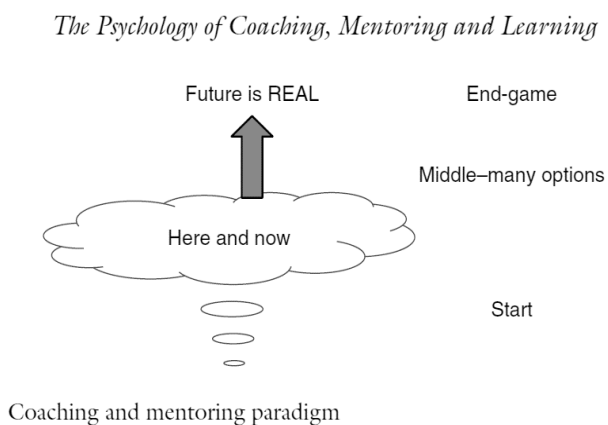 The Psychology of Coaching, Mentoring and Learning
Future is REAL
End-game
Middle–many options
Here and now
Start
Coaching and mentoring paradigm